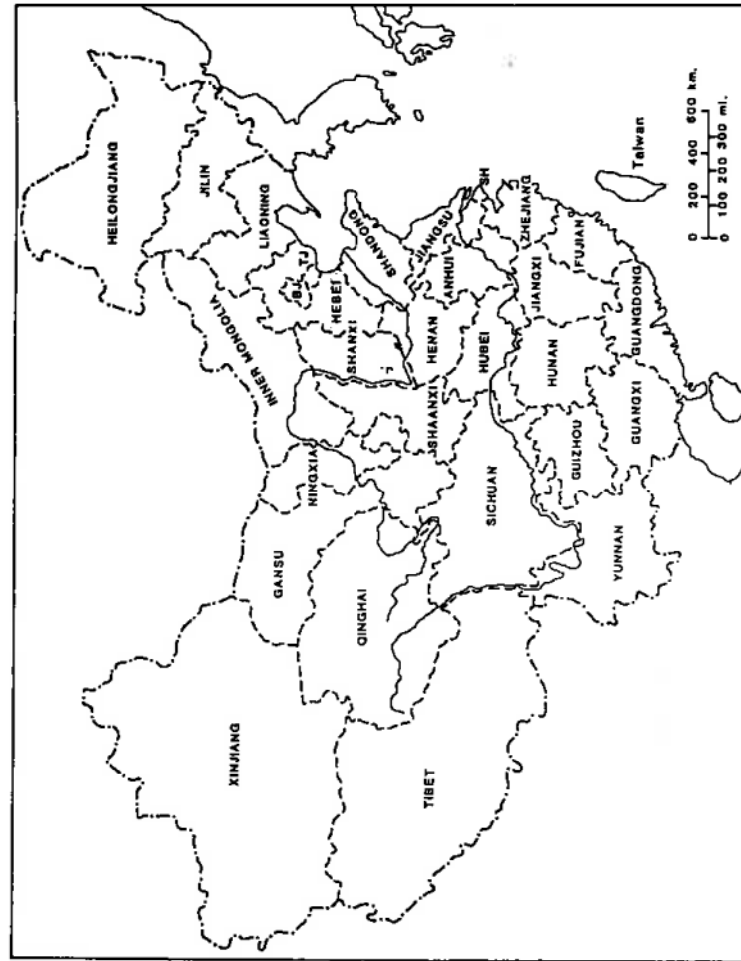 HEILONGJIANG
JILIN
LIAONING
INNER MONGOLIA
BJ
TJ
HEBEI
SHANXI
SHANDONG
NINGXIA
GANSU
XINJIANG
QINGHAI
SHAANXI
HENAN
JIANGSU
ANHUI
SH
HUBEI
SICHUAN
TIBET
ZHEJIANG
JIANGXI
HUNAN
GUIZHOU
FUJIAN
YUNNAN
GUANGXI
GUANGDONG
Taiwan
0 200 400 600 km.
0 100 200 300 mi.